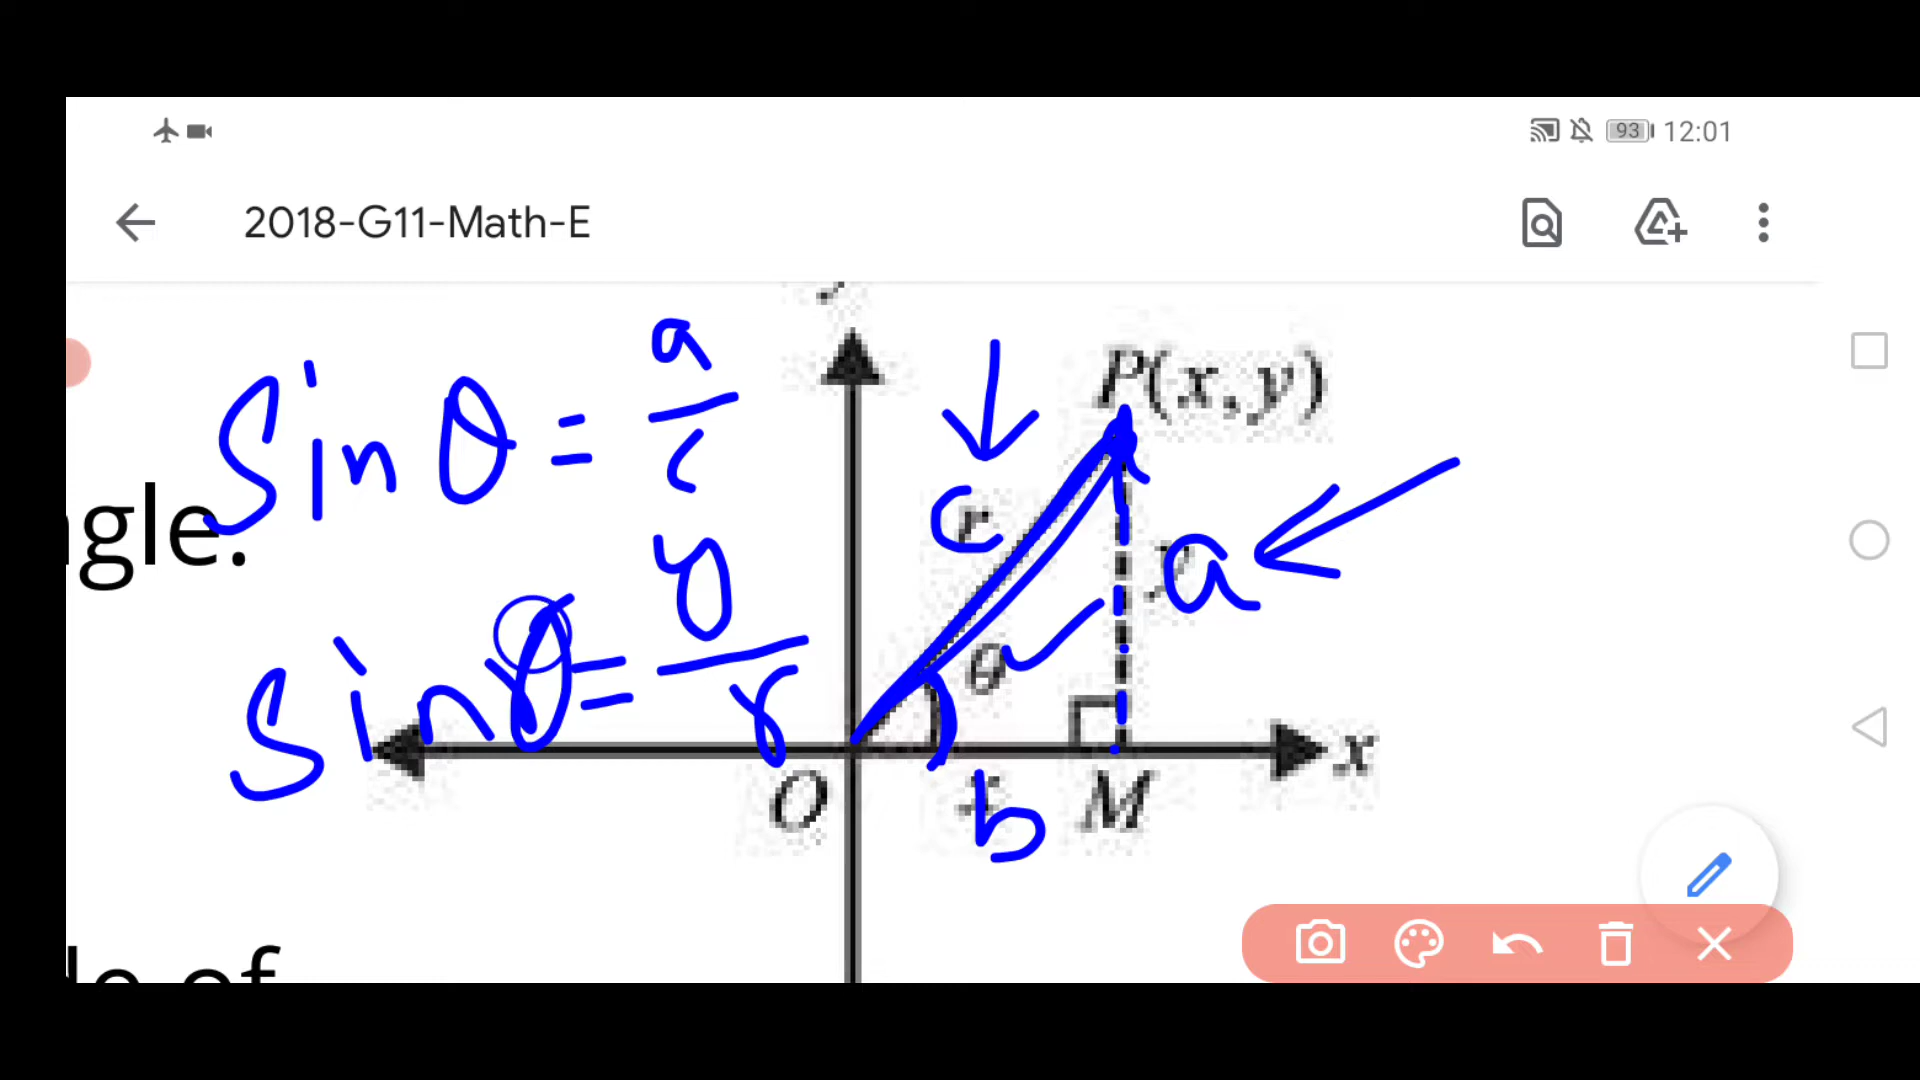 93 12:01
2018-G11-Math-E
Sin θ = a/c
P(x, y)
c
gle.
a
Sin θ = y/r
θ
x
O
b
M